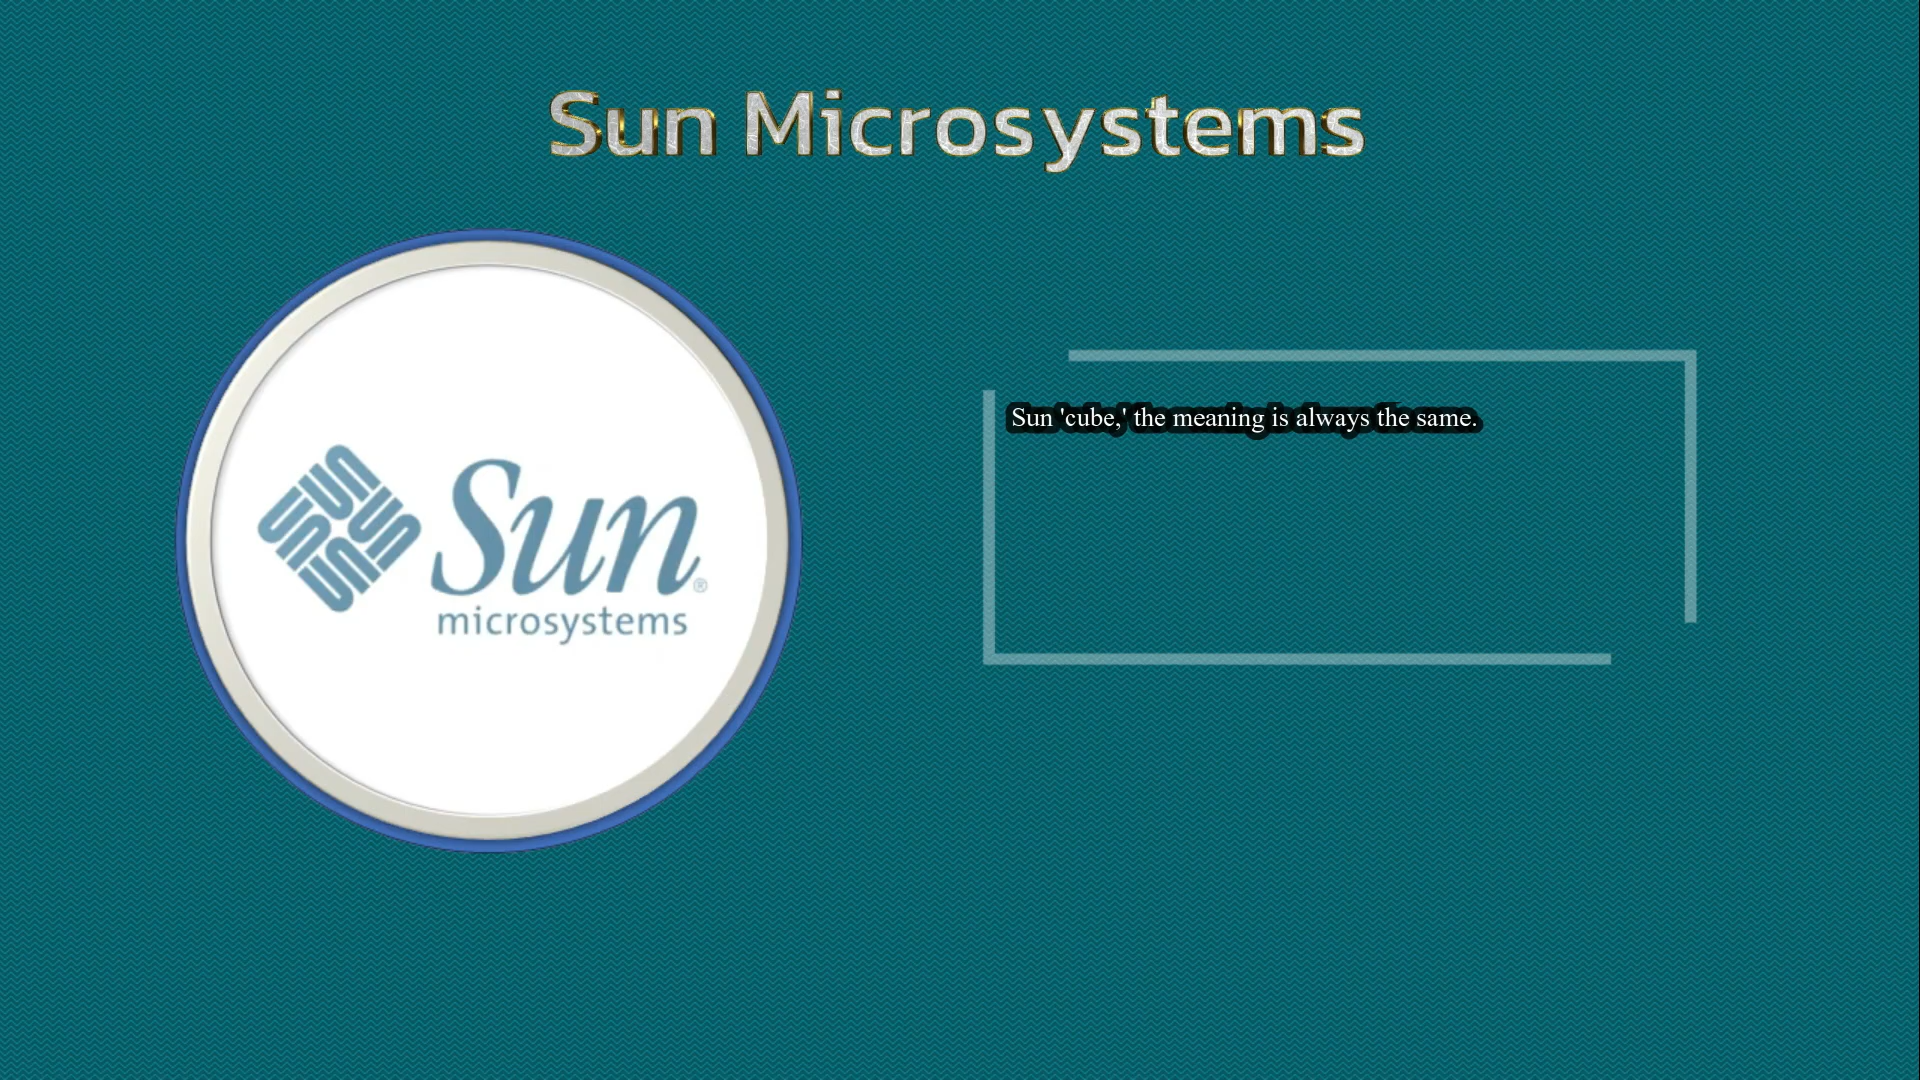 Sun Microsystems
Sun 'cube,' the meaning is always the same.
Sun
microsystems